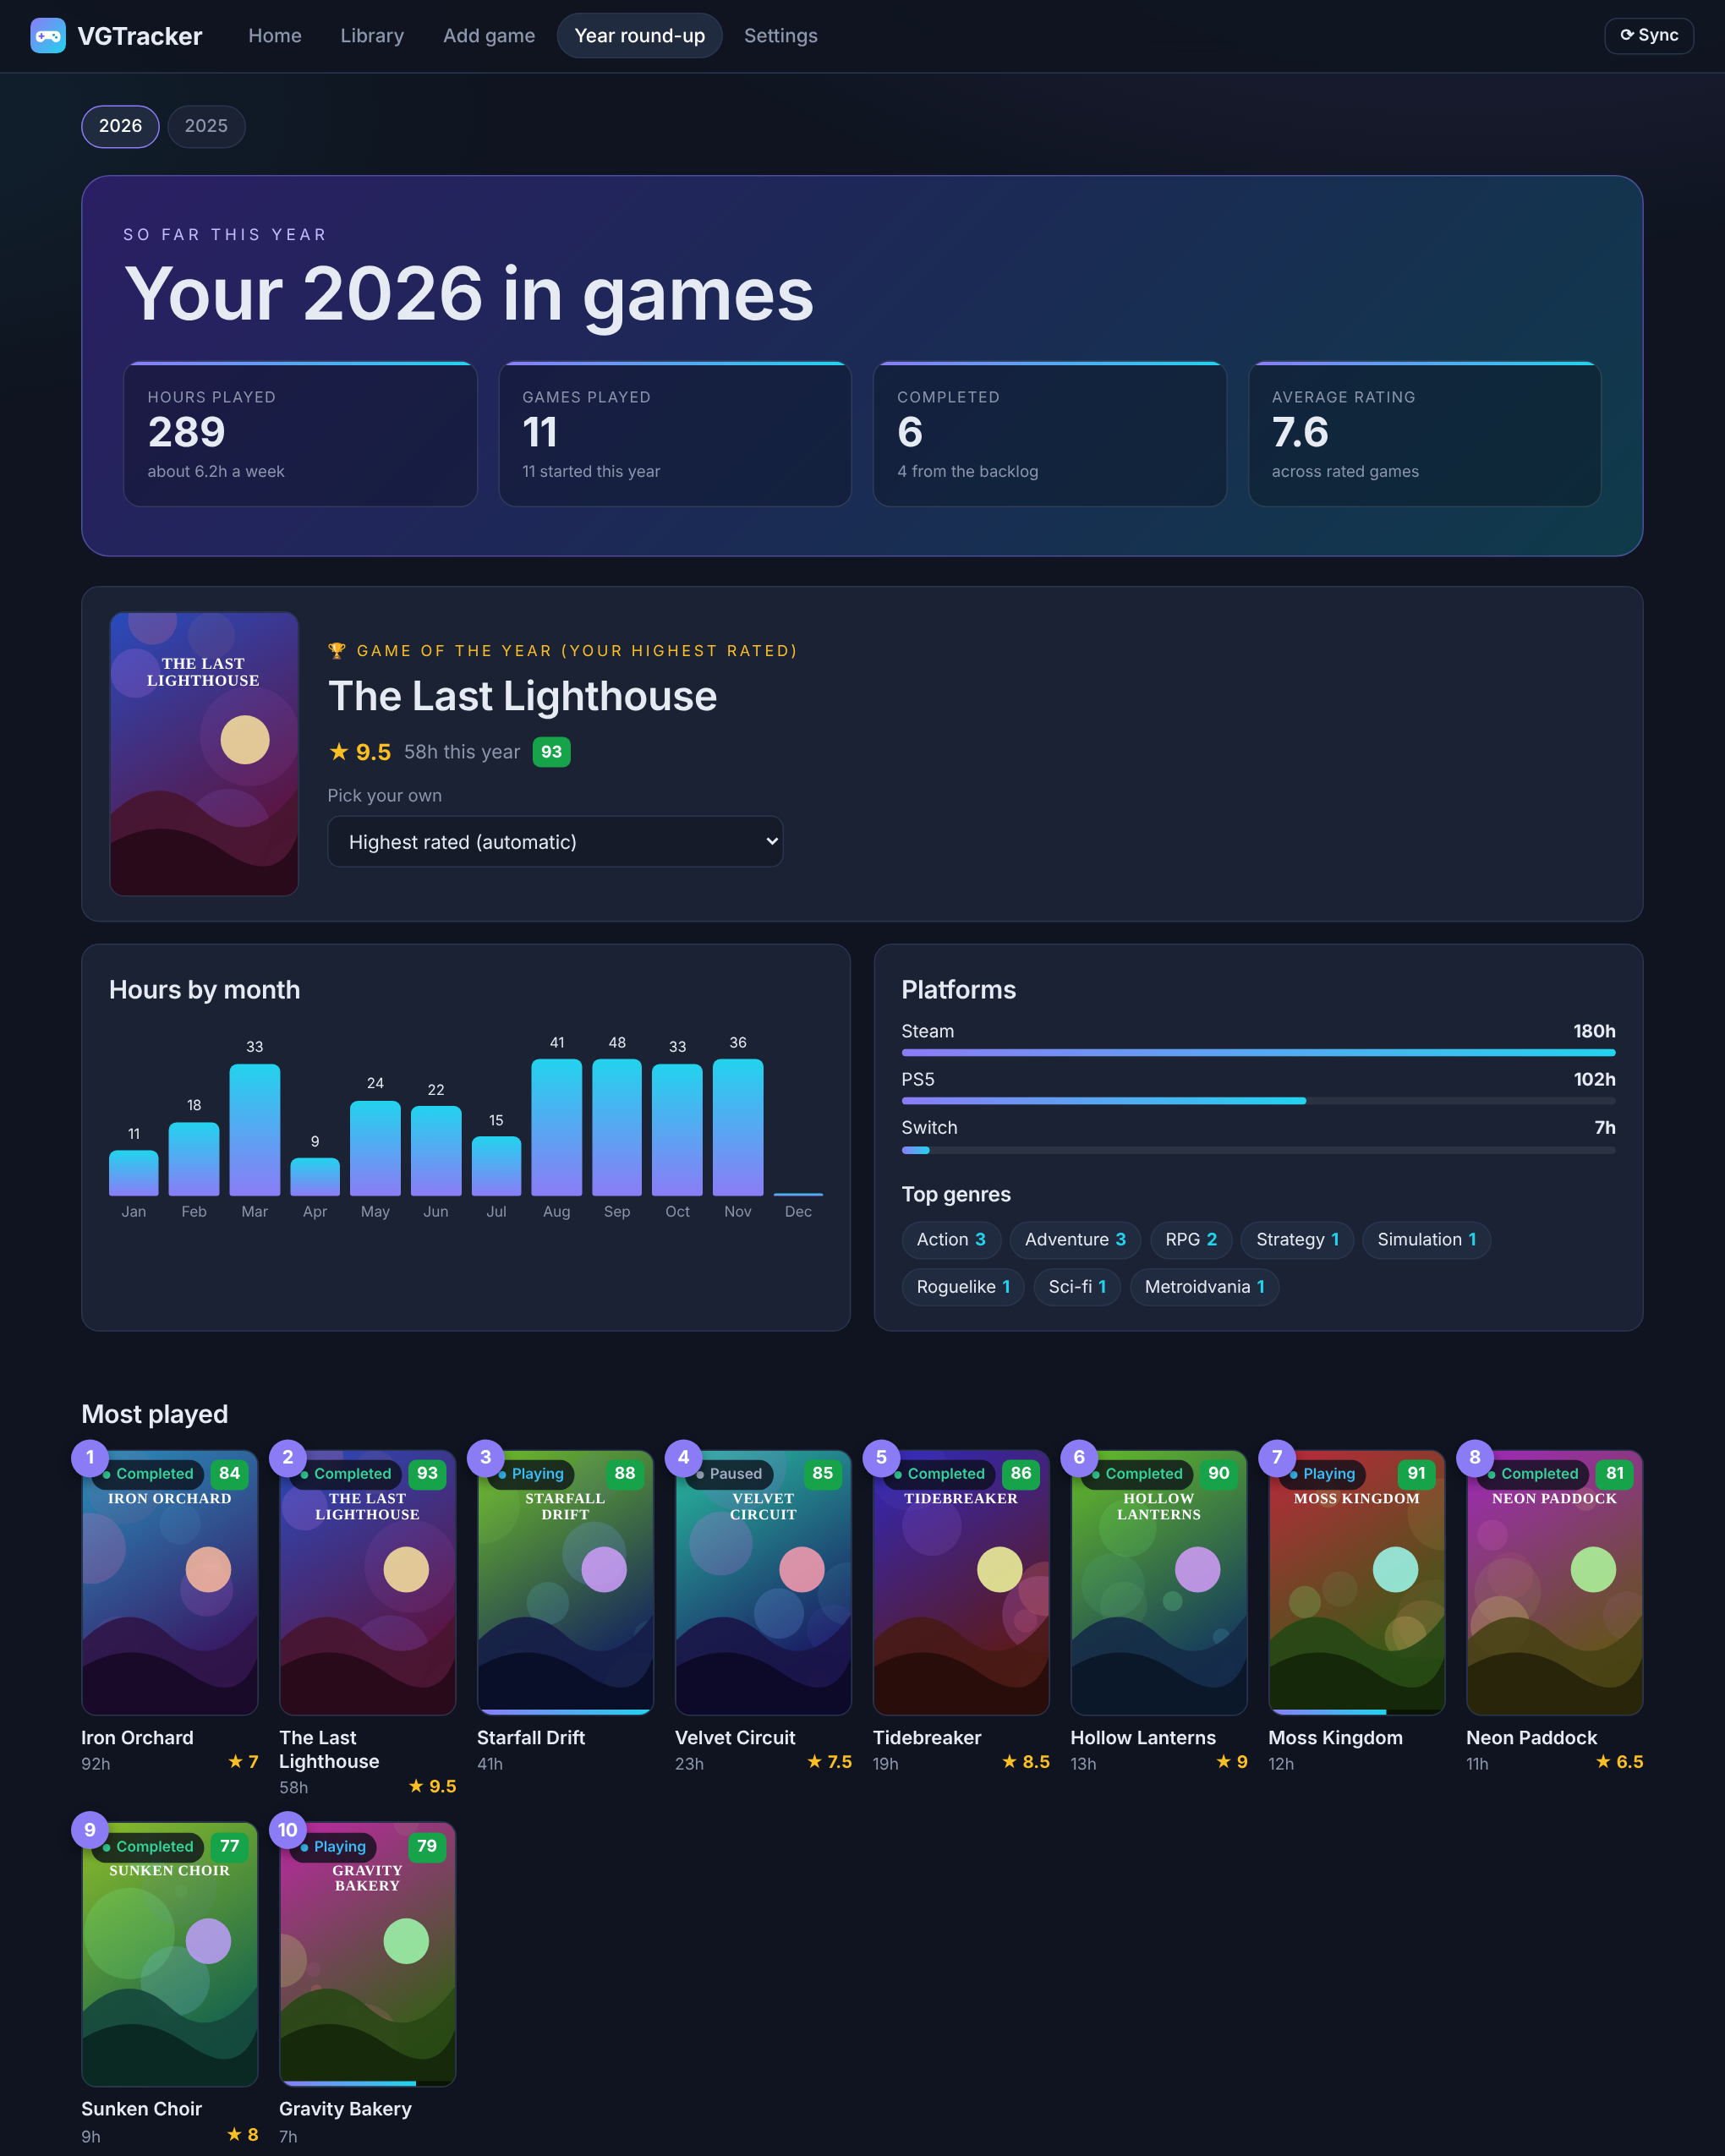 VGTracker Home Library Add game Year round-up Settings ⟳ Sync
2026 2025
SO FAR THIS YEAR
Your 2026 in games
HOURS PLAYED
289
about 6.2h a week
GAMES PLAYED
11
11 started this year
COMPLETED
6
4 from the backlog
AVERAGE RATING
7.6
across rated games
THE LAST
LIGHTHOUSE
🏆 GAME OF THE YEAR (YOUR HIGHEST RATED)
The Last Lighthouse
★ 9.5 58h this year 93
Pick your own
Highest rated (automatic)
Hours by month
11 18 33 9 24 22 15 41 48 33 36
Jan Feb Mar Apr May Jun Jul Aug Sep Oct Nov Dec
Platforms
Steam 180h
PS5 102h
Switch 7h
Top genres
Action 3 Adventure 3 RPG 2 Strategy 1 Simulation 1
Roguelike 1 Sci-fi 1 Metroidvania 1
Most played
1 Completed 84
IRON ORCHARD
Iron Orchard
92h ★ 7
2 Completed 93
THE LAST
LIGHTHOUSE
The Last
Lighthouse
58h ★ 9.5
3 Playing 88
STARFALL
DRIFT
Starfall Drift
41h
4 Paused 85
VELVET
CIRCUIT
Velvet Circuit
23h ★ 7.5
5 Completed 86
TIDEBREAKER
Tidebreaker
19h ★ 8.5
6 Completed 90
HOLLOW
LANTERNS
Hollow Lanterns
13h ★ 9
7 Playing 91
MOSS KINGDOM
Moss Kingdom
12h
8 Completed 81
NEON PADDOCK
Neon Paddock
11h ★ 6.5
9 Completed 77
SUNKEN CHOIR
Sunken Choir
9h ★ 8
10 Playing 79
GRAVITY
BAKERY
Gravity Bakery
7h